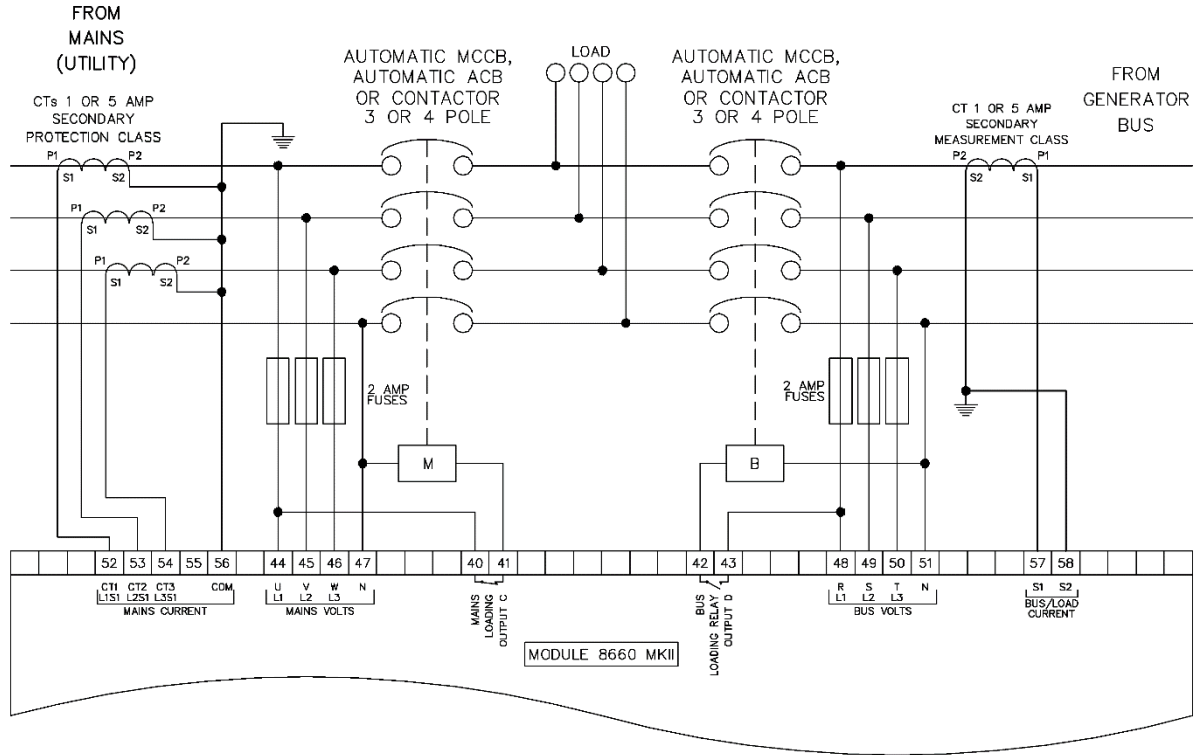 FROM
MAINS
(UTILITY)
CTs 1 OR 5 AMP
SECONDARY
PROTECTION CLASS
AUTOMATIC MCCB,
AUTOMATIC ACB
OR CONTACTOR
3 OR 4 POLE
LOAD
AUTOMATIC MCCB,
AUTOMATIC ACB
OR CONTACTOR
3 OR 4 POLE
CT 1 OR 5 AMP
SECONDARY
MEASUREMENT CLASS
FROM
GENERATOR
BUS
P1 P2
S1 S2
P1 P2
S1 S2
P1 P2
S1 S2
P2 P1
S2 S1
2 AMP
FUSES
2 AMP
FUSES
M
B
52 53 54 55 56 44 45 46 47 40 41 42 43 48 49 50 51 57 58
CT1 CT2 CT3 COM
L1S1 L2S1 L3S1
MAINS CURRENT
U V W N
L1 L2 L3
MAINS VOLTS
MAINS
LOADING
OUTPUT C
BUS
LOADING RELAY
OUTPUT D
R S T N
L1 L2 L3
BUS VOLTS
S1 S2
BUS/LOAD
CURRENT
MODULE 8660 MKII